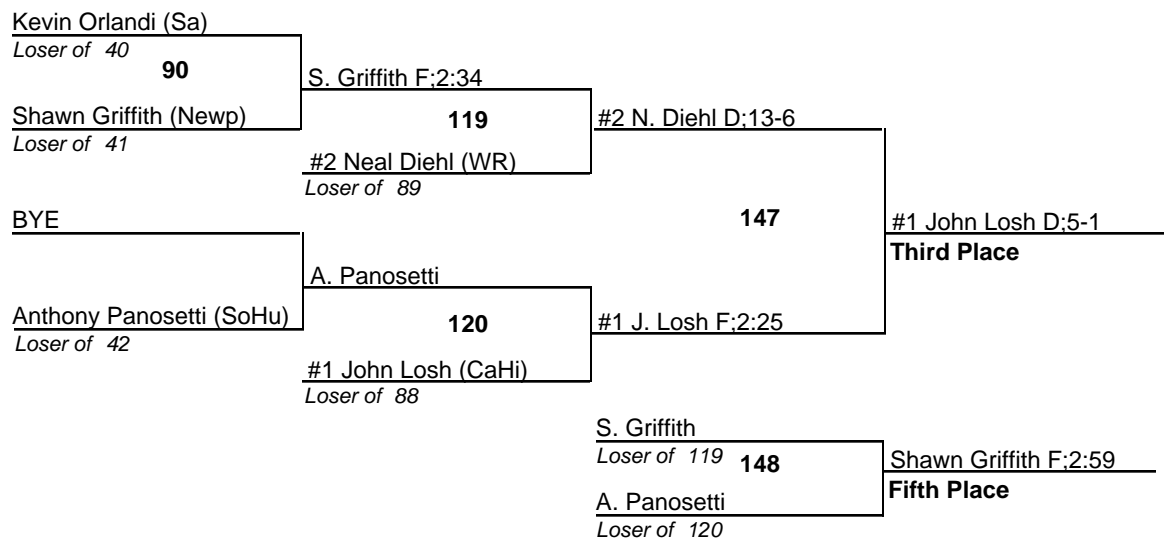 Kevin Orlandi (Sa)
Loser of 40
90
S. Griffith F;2:34
Shawn Griffith (Newp)
Loser of 41
119
#2 N. Diehl D;13-6
#2 Neal Diehl (WR)
Loser of 89
BYE
147
#1 John Losh D;5-1
Third Place
A. Panosetti
Anthony Panosetti (SoHu)
Loser of 42
120
#1 J. Losh F;2:25
#1 John Losh (CaHi)
Loser of 88
S. Griffith
Loser of 119
148
Shawn Griffith F;2:59
Fifth Place
A. Panosetti
Loser of 120